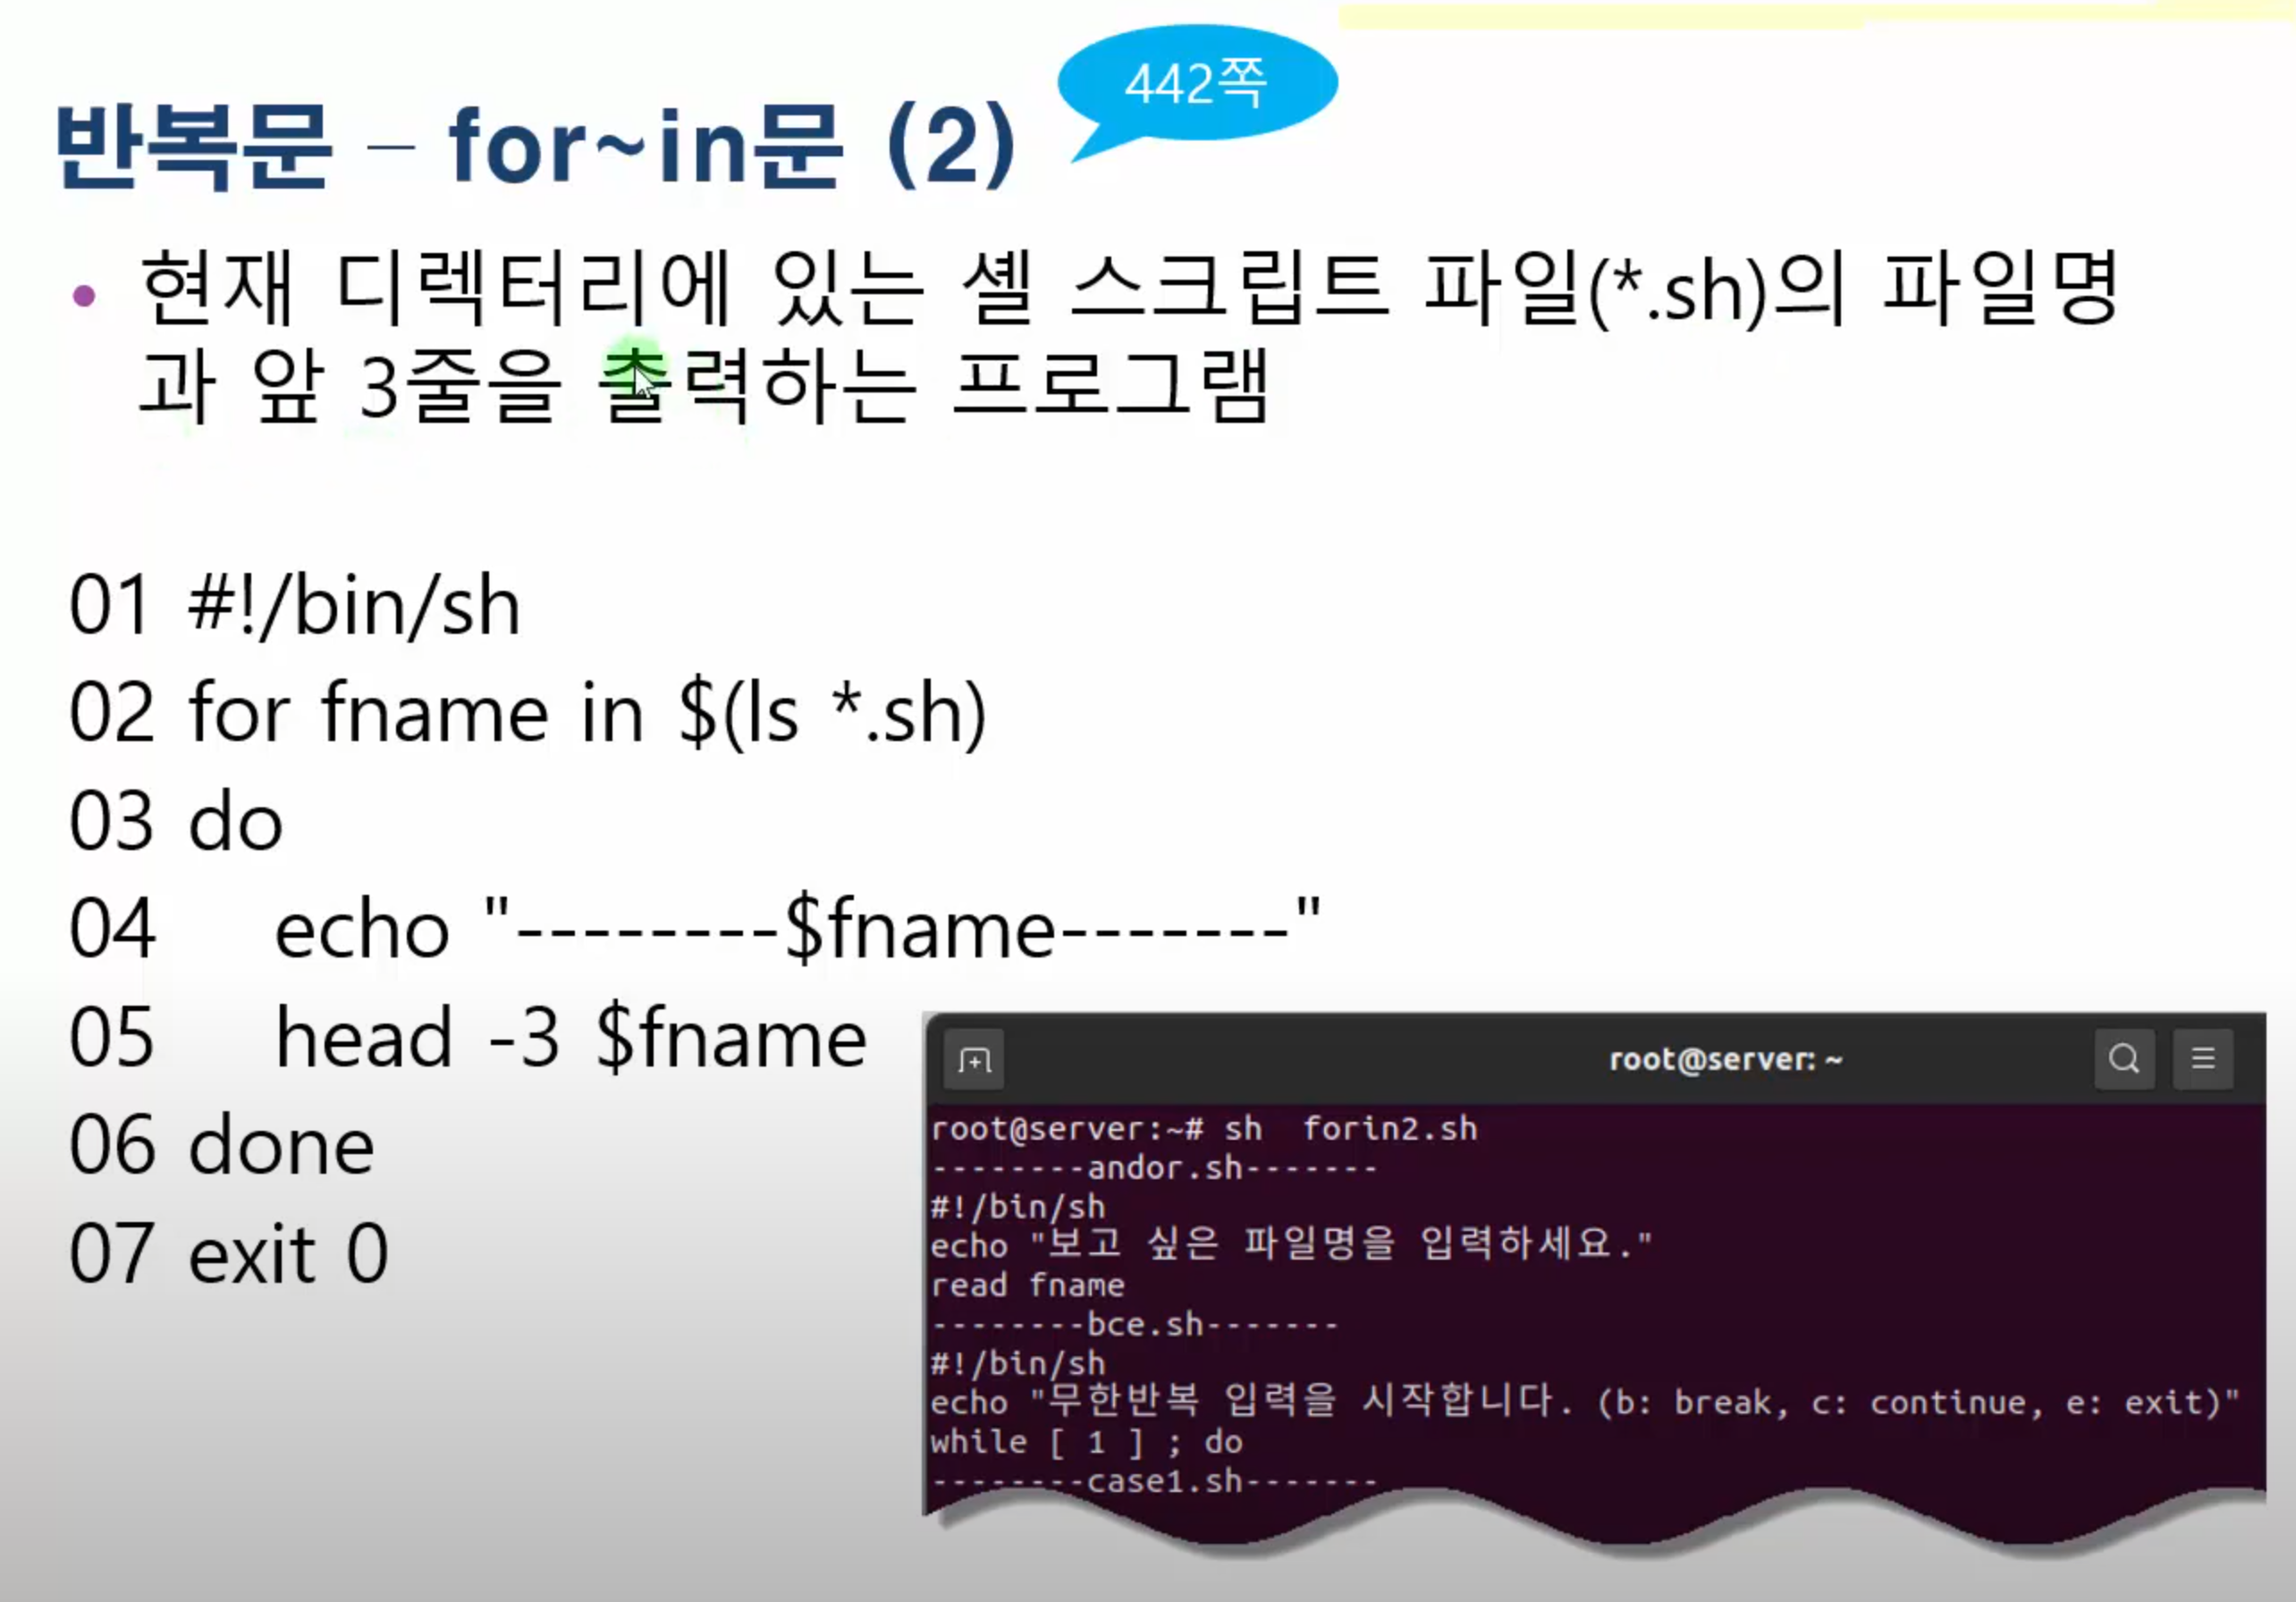 442쪽
반복문 – for~in문 (2)
• 현재 디렉터리에 있는 셸 스크립트 파일(*.sh)의 파일명
과 앞 3줄을 출력하는 프로그램
01 #!/bin/sh
02 for fname in $(ls *.sh)
03 do
04    echo "--------$fname-------"
05    head -3 $fname
06 done
07 exit 0
root@server: ~
root@server:~# sh  forin2.sh
--------andor.sh-------
#!/bin/sh
echo "보고 싶은 파일명을 입력하세요."
read fname
--------bce.sh-------
#!/bin/sh
echo "무한반복 입력을 시작합니다. (b: break, c: continue, e: exit)"
while [ 1 ] ; do
--------case1.sh-------